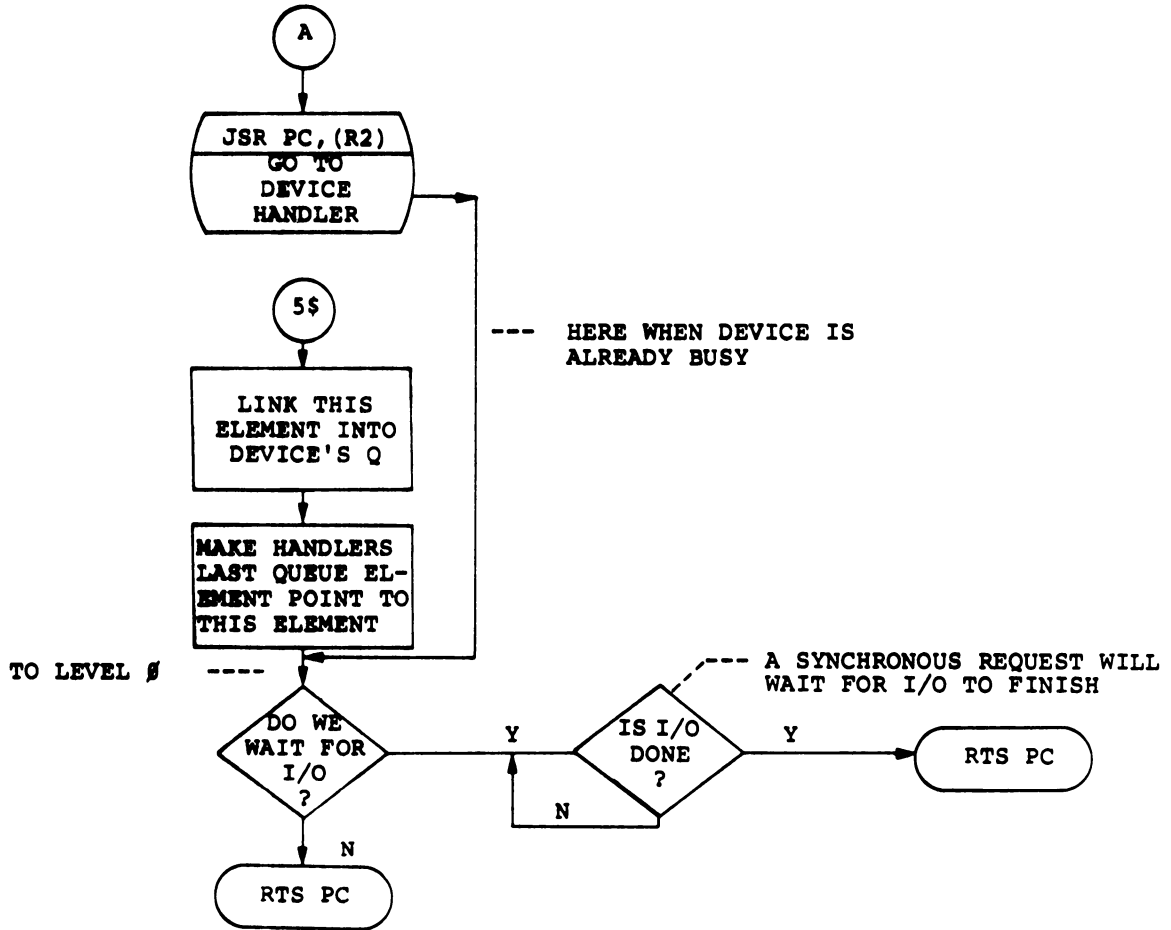 A
JSR PC,(R2)
GO TO
DEVICE
HANDLER
5$
--- HERE WHEN DEVICE IS
ALREADY BUSY
LINK THIS
ELEMENT INTO
DEVICE'S Q
MAKE HANDLERS
LAST QUEUE EL-
EMENT POINT TO
THIS ELEMENT
TO LEVEL Ø ----
--- A SYNCHRONOUS REQUEST WILL
WAIT FOR I/O TO FINISH
DO WE
WAIT FOR
I/O
?
Y
IS I/O
DONE
?
Y
RTS PC
N
N
RTS PC